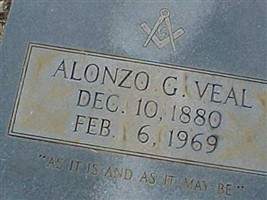 G
ALONZO G. VEAL
DEC. 10, 1880
FEB. 6, 1969
"AS IT IS AND AS IT MAY BE"